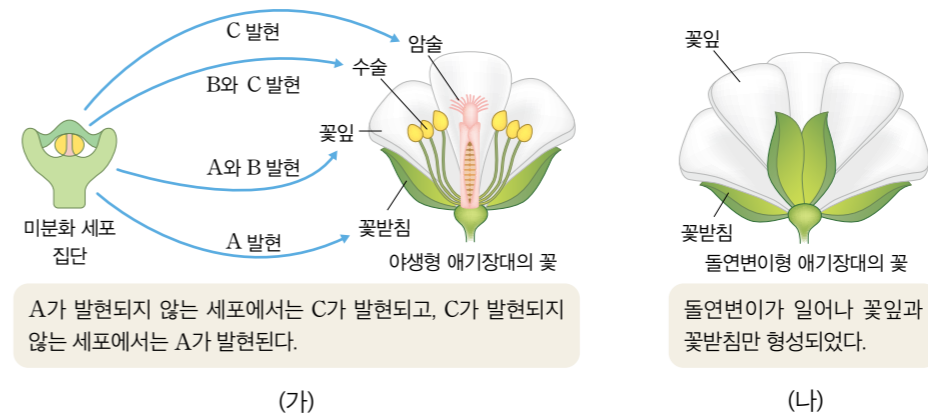 C 발현
암술
수술
B와 C 발현
꽃잎
A와 B 발현
미분화 세포
집단
A 발현
꽃받침
야생형 애기장대의 꽃
A가 발현되지 않는 세포에서는 C가 발현되고, C가 발현되지
않는 세포에서는 A가 발현된다.
(가)
꽃잎
꽃받침
돌연변이형 애기장대의 꽃
돌연변이가 일어나 꽃잎과
꽃받침만 형성되었다.
(나)